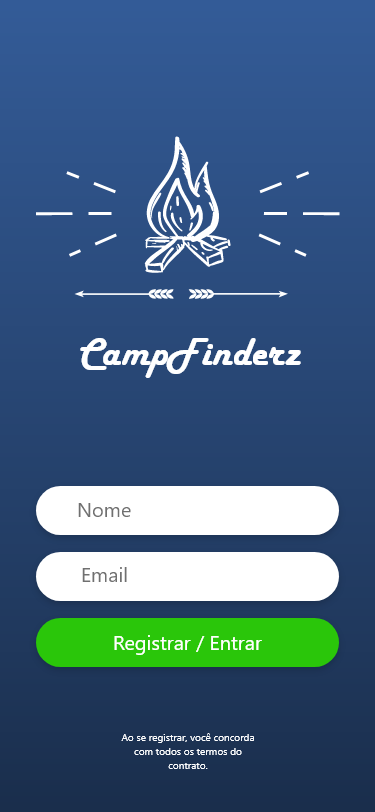 CampFinderz
Nome
Email
Registrar / Entrar
Ao se registrar, você concorda
com todos os termos do
contrato.